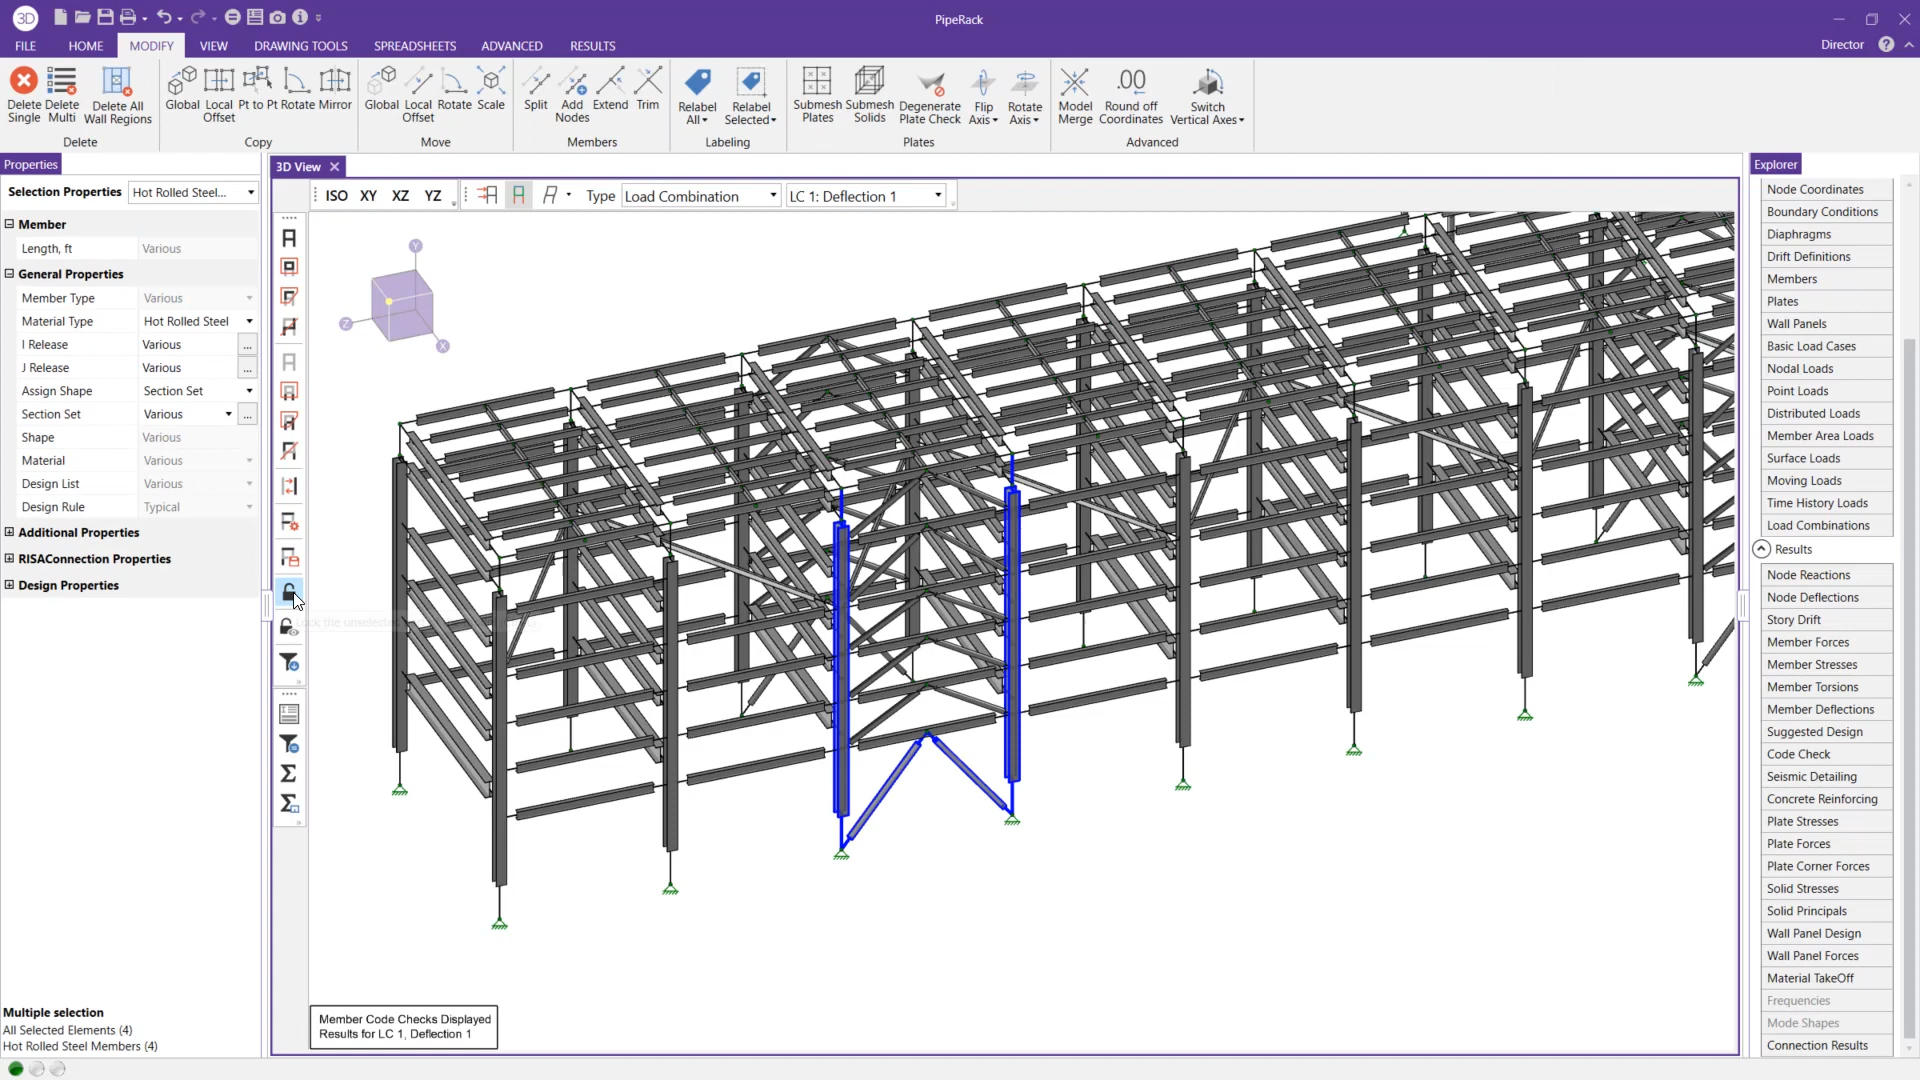 3D
PipeRack
FILE
HOME
MODIFY
VIEW
DRAWING TOOLS
SPREADSHEETS
ADVANCED
RESULTS
Director
Delete Single
Delete Multi
Delete All Wall Regions
Delete
Global
Local Offset
Pt to Pt
Rotate
Mirror
Copy
Global
Local Offset
Rotate
Scale
Move
Split
Add Nodes
Extend
Trim
Members
Relabel All
Relabel Selected
Labeling
Submesh Plates
Submesh Solids
Degenerate Plate Check
Flip Axis
Rotate Axis
Plates
Model Merge
.00
Round off Coordinates
Switch Vertical Axes
Advanced
Properties
Selection Properties Hot Rolled Steel...
Member
Length, ft Various
General Properties
Member Type Various
Material Type Hot Rolled Steel
I Release Various ...
J Release Various ...
Assign Shape Section Set
Section Set Various ...
Shape Various
Material Various
Design List Various
Design Rule Typical
Additional Properties
RISAConnection Properties
Design Properties
Multiple selection
All Selected Elements (4)
Hot Rolled Steel Members (4)
3D View
ISO XY XZ YZ Type Load Combination LC 1: Deflection 1
Y
Z
X
Lock the unselected
Member Code Checks Displayed
Results for LC 1, Deflection 1
Explorer
Node Coordinates
Boundary Conditions
Diaphragms
Drift Definitions
Members
Plates
Wall Panels
Basic Load Cases
Nodal Loads
Point Loads
Distributed Loads
Member Area Loads
Surface Loads
Moving Loads
Time History Loads
Load Combinations
Results
Node Reactions
Node Deflections
Story Drift
Member Forces
Member Stresses
Member Torsions
Member Deflections
Suggested Design
Code Check
Seismic Detailing
Concrete Reinforcing
Plate Stresses
Plate Forces
Plate Corner Forces
Solid Stresses
Solid Principals
Wall Panel Design
Wall Panel Forces
Material TakeOff
Frequencies
Mode Shapes
Connection Results